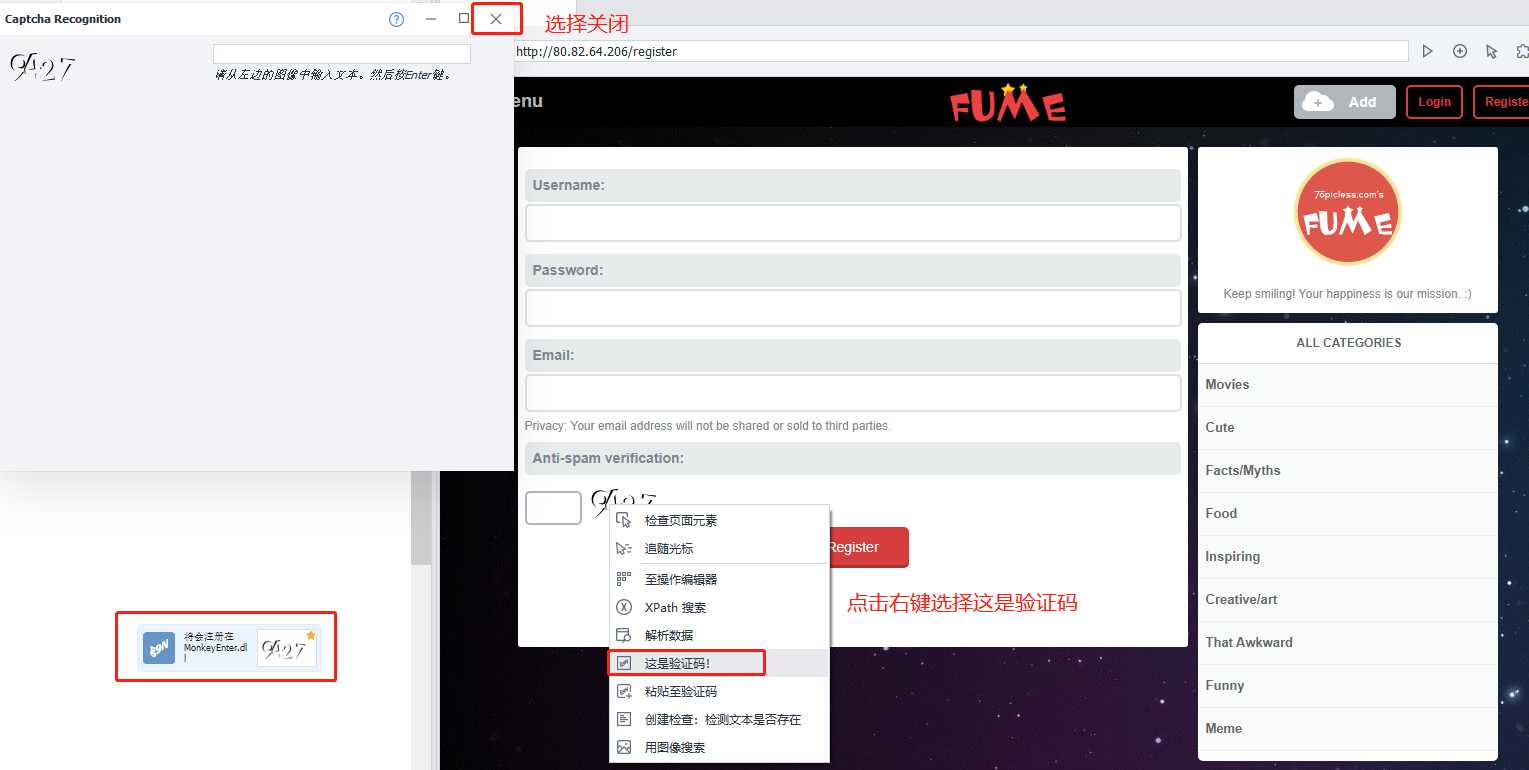 Captcha Recognition
选择关闭
9427
请从左边的图像中输入文本。然后按Enter键。
http://80.82.64.206/register
enu
FUME
Add
Login
Registe
Username:
Password:
Email:
Privacy: Your email address will not be shared or sold to third parties.
Anti-spam verification:
9427
Register
检查页面元素
追随光标
至操作编辑器
XPath 搜索
解析数据
这是验证码!
粘贴至验证码
创建检查：检测文本是否存在
用图像搜索
点击右键选择这是验证码
将会注册在
MonkeyEnter.dl
l
9427
Topicless.com's
FUME
Keep smiling! Your happiness is our mission. :)
ALL CATEGORIES
Movies
Cute
Facts/Myths
Food
Inspiring
Creative/art
That Awkward
Funny
Meme